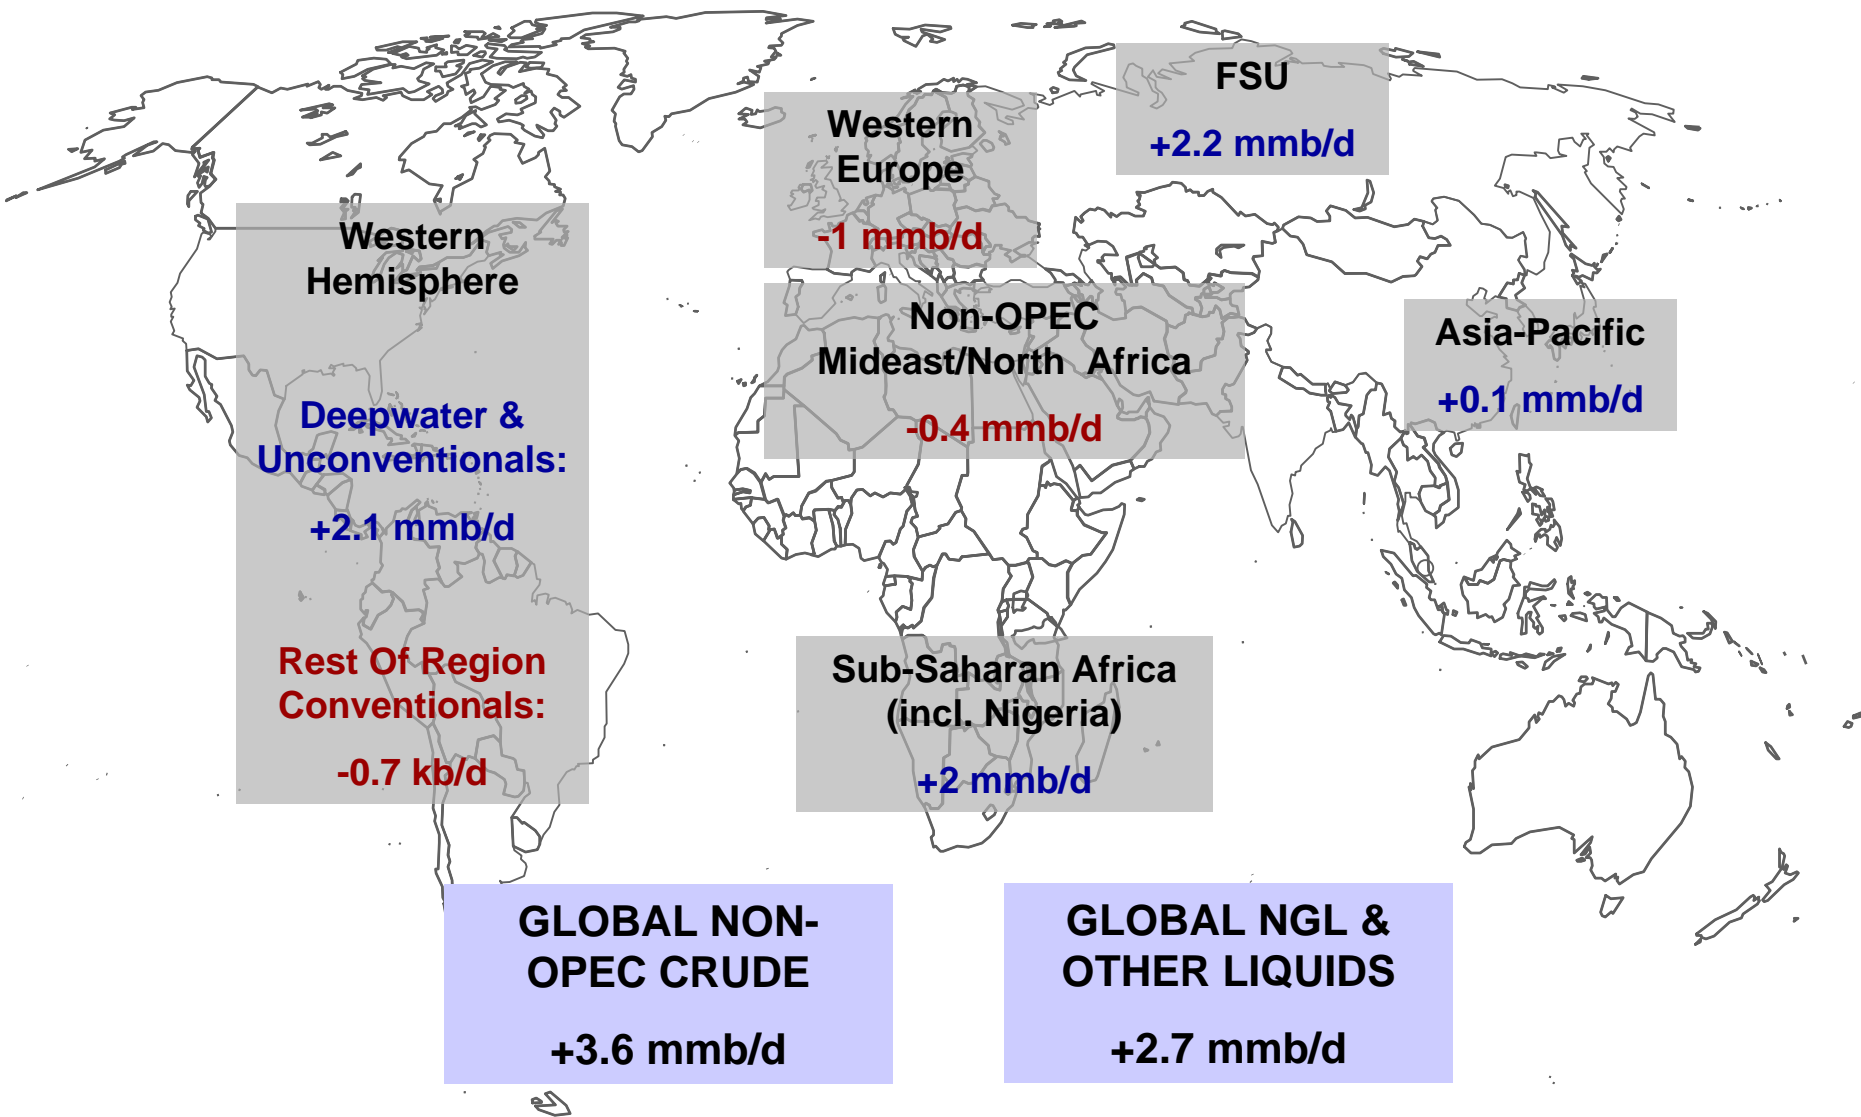 FSU
+2.2 mmb/d
Western
Europe
-1 mmb/d
Western
Hemisphere
Deepwater &
Unconventionals:
+2.1 mmb/d
Rest Of Region
Conventionals:
-0.7 kb/d
Non-OPEC
Mideast/North Africa
-0.4 mmb/d
Asia-Pacific
+0.1 mmb/d
Sub-Saharan Africa
(incl. Nigeria)
+2 mmb/d
GLOBAL NON-
OPEC CRUDE
+3.6 mmb/d
GLOBAL NGL &
OTHER LIQUIDS
+2.7 mmb/d